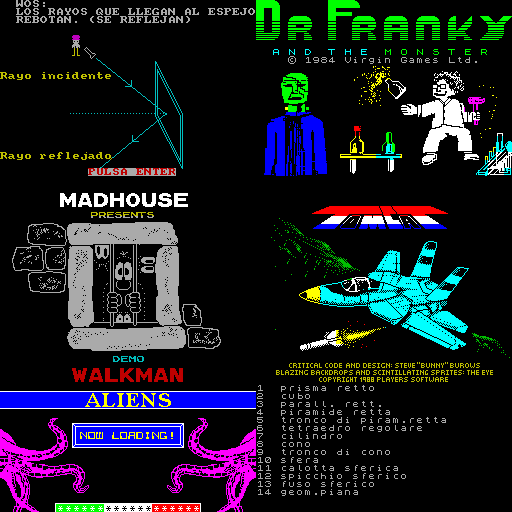 WOS:
LOS RAYOS QUE LLEGAN AL ESPEJO
REBOTAN. (SE REFLEJAN)
Rayo incidente
Rayo reflejado
PULSA ENTER
Dr Franky
AND THE MONSTER
© 1984 Virgin Games Ltd.
MADHOUSE
PRESENTS
DEMO
WALKMAN
CRITICAL CODE AND DESIGN: STEVE "BUNNY" BUROWS
BLAZING BACKDROPS AND SCINTILLATING SPRITES: THE EYE
COPYRIGHT 1988 PLAYERS SOFTWARE
ALIENS
NOW LOADING!
1 prisma retto
2 cubo
3 parall. rett.
4 piramide retta
5 tronco di piram.retta
6 tetraedro regolare
7 cilindro
8 cono
9 tronco di cono
10 sfera
11 calotta sferica
12 spicchio sferico
13 fuso sferico
14 geom.piana